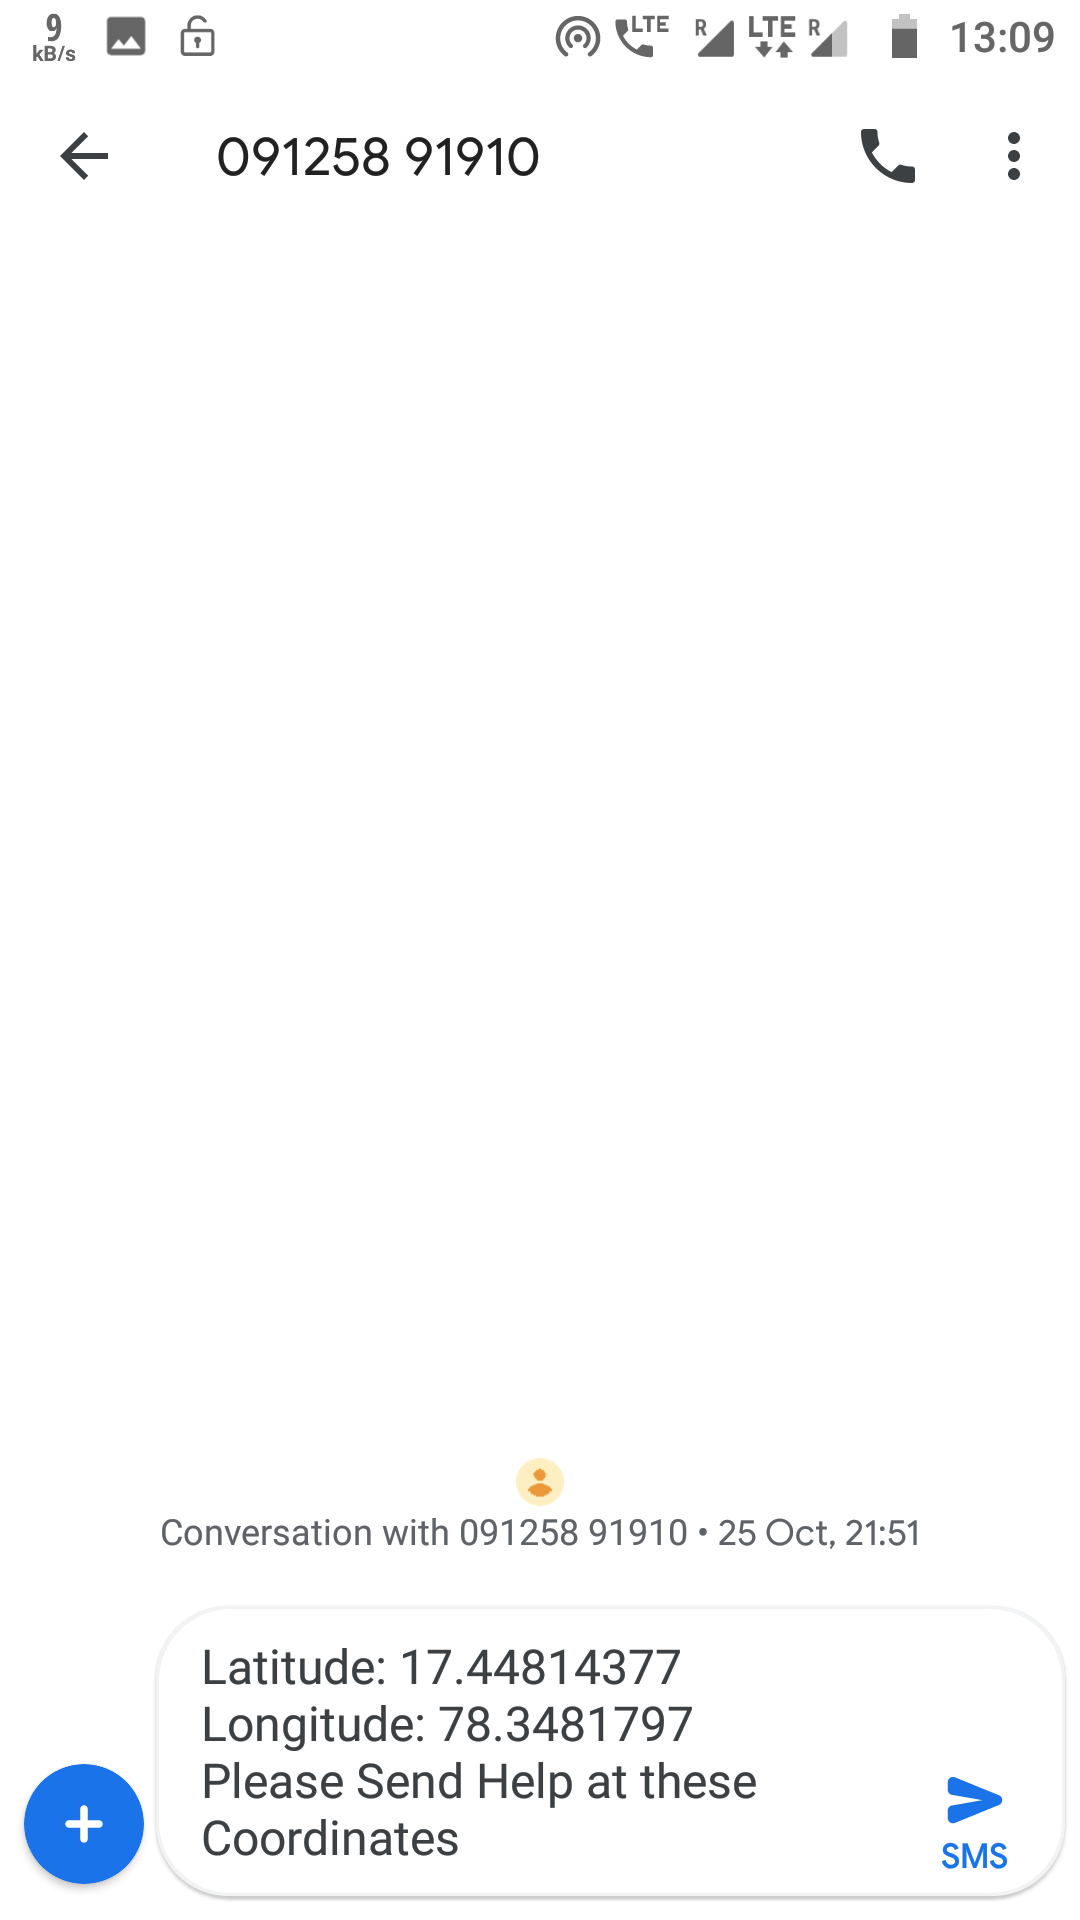 9
kB/s
LTE
R
LTE
R
13:09
091258 91910
Conversation with 091258 91910 • 25 Oct, 21:51
Latitude: 17.44814377
Longitude: 78.3481797
Please Send Help at these
Coordinates
SMS